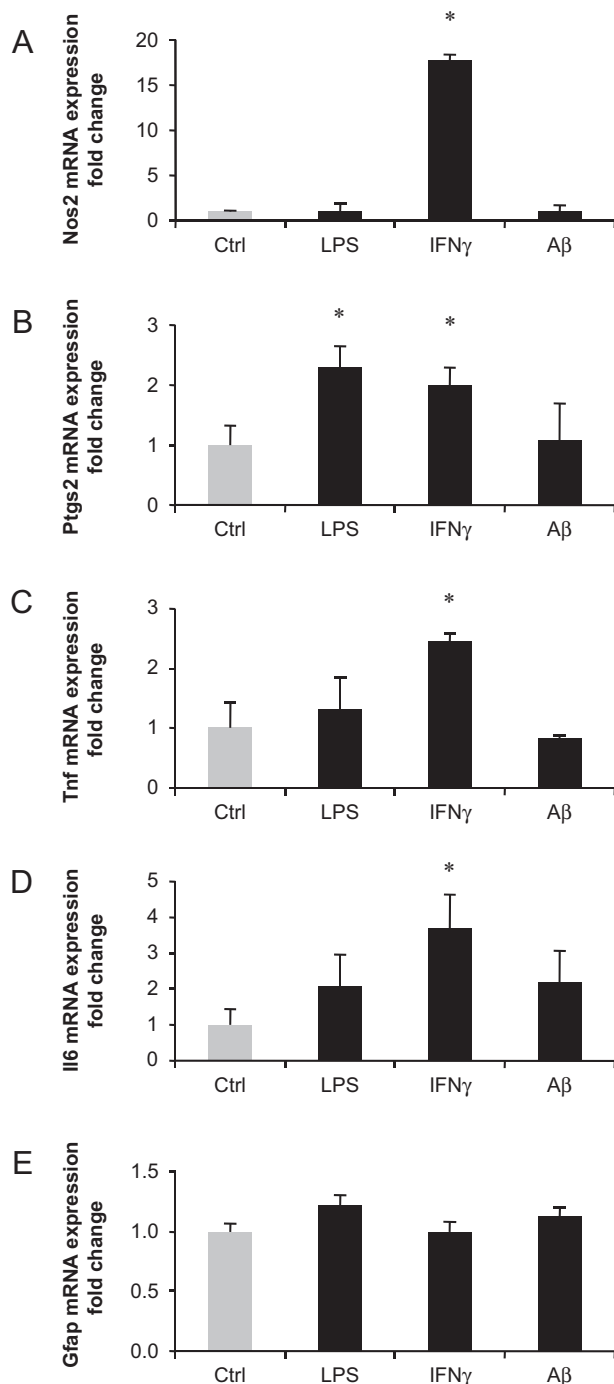 A
Nos2 mRNA expression
fold change
20
15
10
5
0
*
Ctrl LPS IFNγ Aβ
B
Ptgs2 mRNA expression
fold change
3
2
1
0
* *
Ctrl LPS IFNγ Aβ
C
Tnf mRNA expression
fold change
3
2
1
0
*
Ctrl LPS IFNγ Aβ
D
Il6 mRNA expression
fold change
5
4
3
2
1
0
*
Ctrl LPS IFNγ Aβ
E
Gfap mRNA expression
fold change
1.5
1.0
0.5
0.0
Ctrl LPS IFNγ Aβ